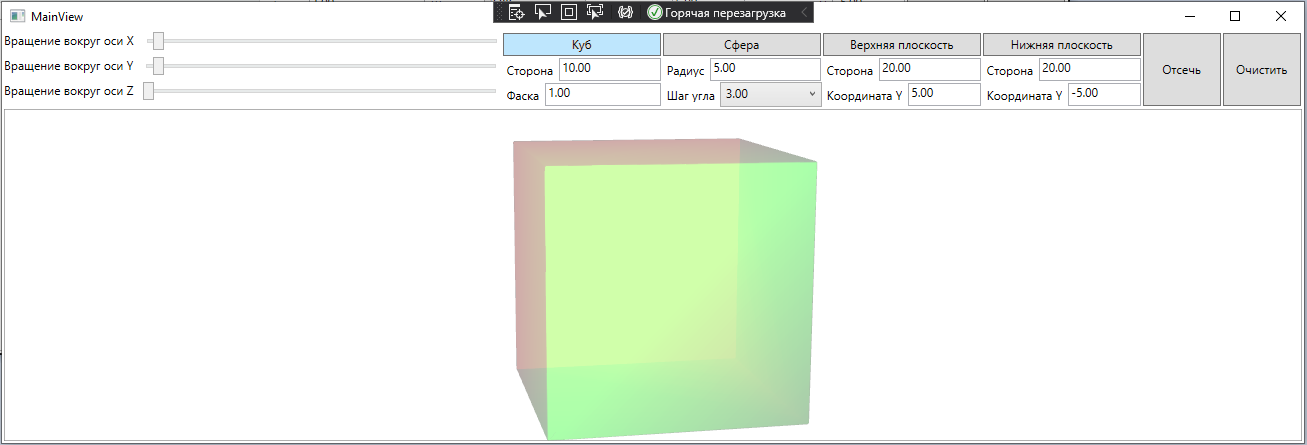 MainView
Горячая перезагрузка
Вращение вокруг оси X
Вращение вокруг оси Y
Вращение вокруг оси Z
Куб
Сторона 10.00
Фаска 1.00
Сфера
Радиус 5.00
Шаг угла 3.00
Верхняя плоскость
Сторона 20.00
Координата Y 5.00
Нижняя плоскость
Сторона 20.00
Координата Y -5.00
Отсечь
Очистить